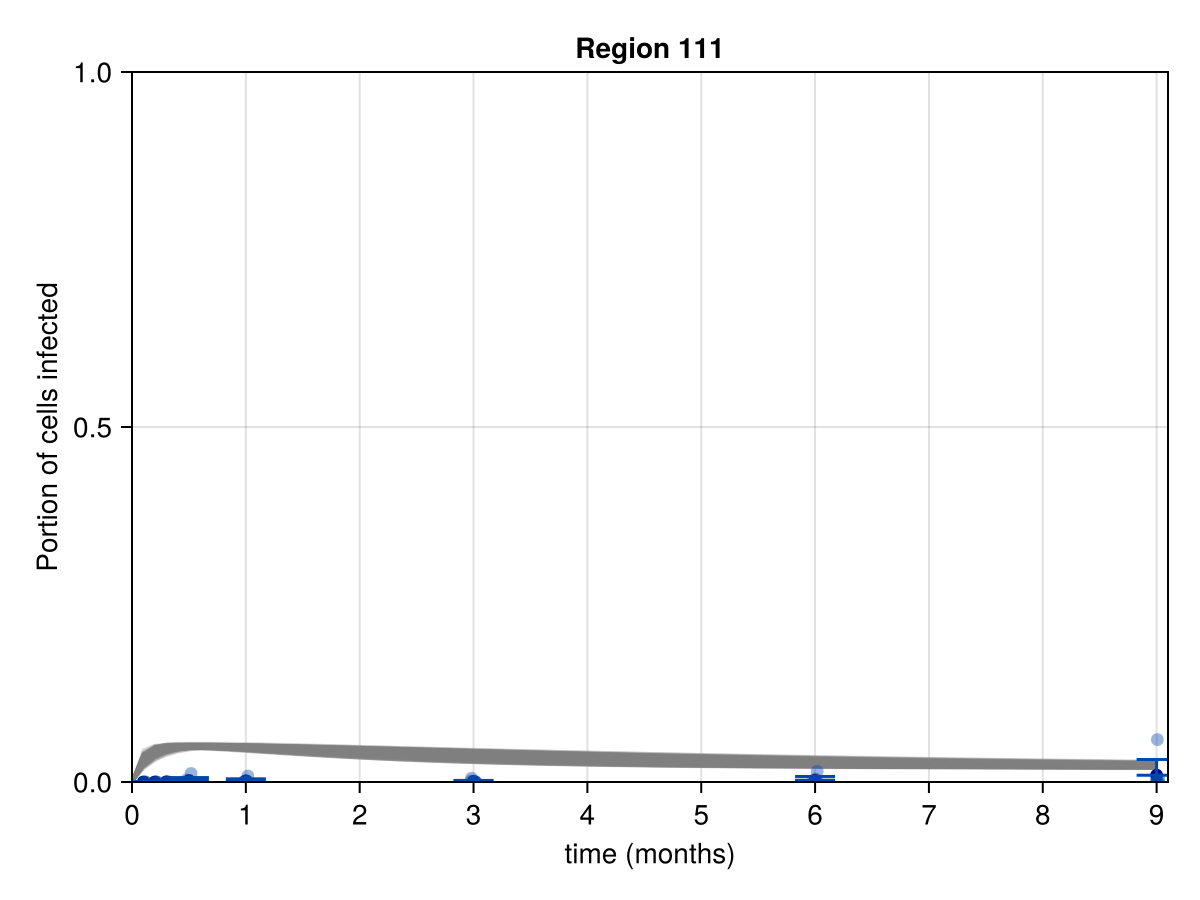 Region 111
1.0
0.5
0.0
Portion of cells infected
0 1 2 3 4 5 6 7 8 9
time (months)